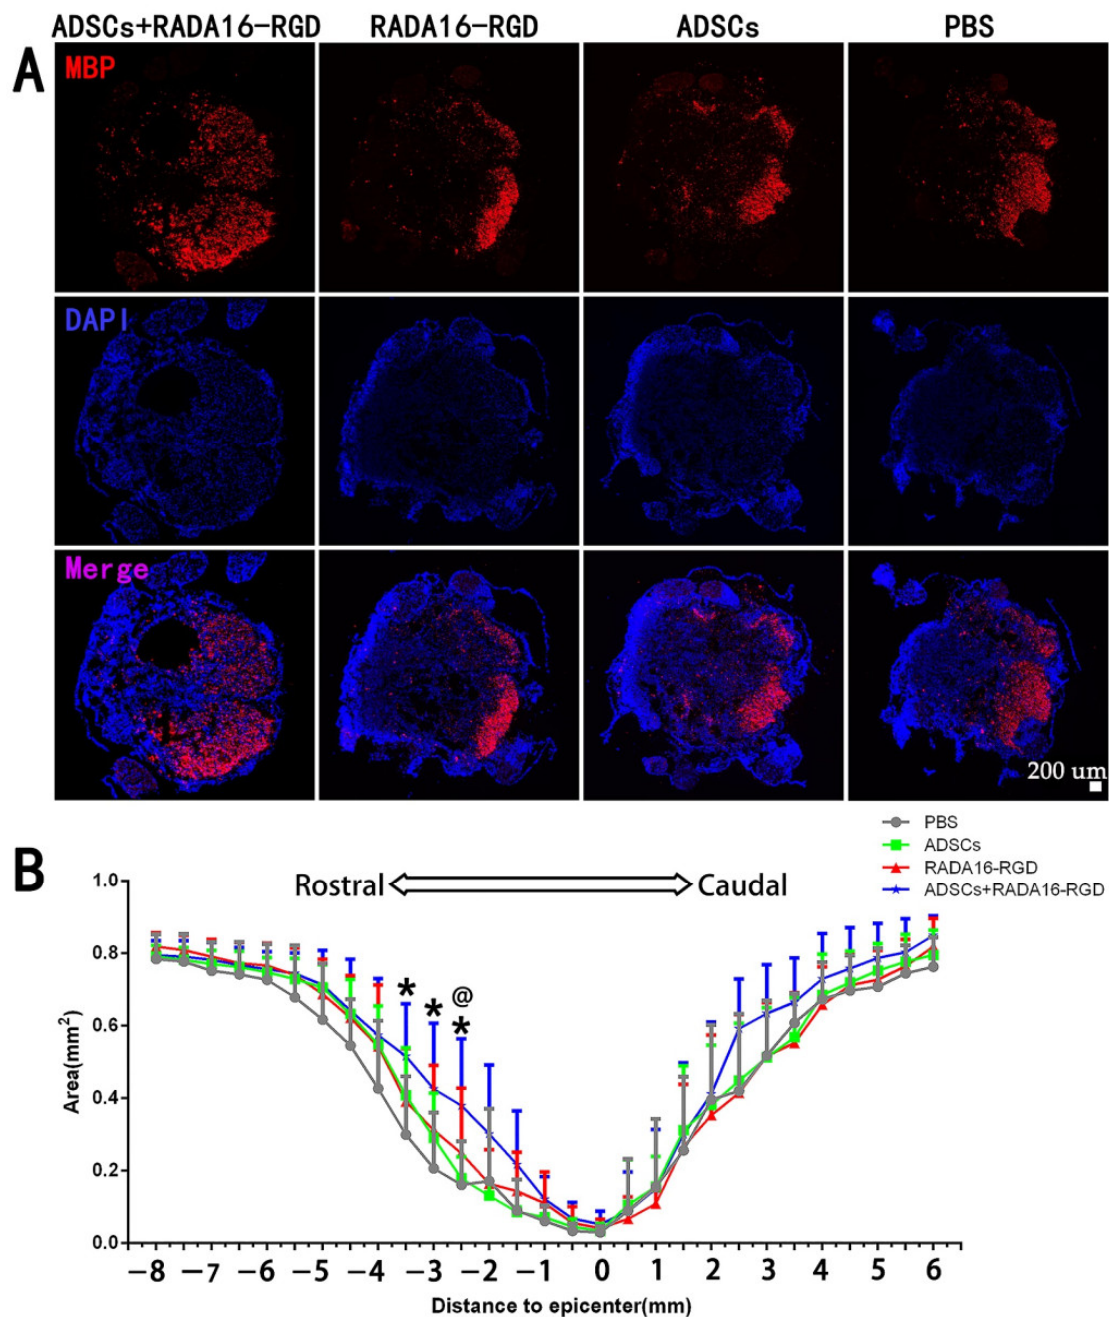 ADSCs+RADA16-RGD RADA16-RGD ADSCs PBS
A
MBP
DAPI
Merge
200 um
PBS
ADSCs
RADA16-RGD
ADSCs+RADA16-RGD
B
Rostral Caudal
1.0
0.8
0.6
0.4
0.2
0.0
Area(mm²)
* * @ *
−8 −7 −6 −5 −4 −3 −2 −1 0 1 2 3 4 5 6
Distance to epicenter(mm)